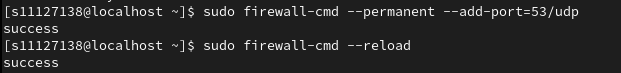 [s11127138@localhost ~]$ sudo firewall-cmd --permanent --add-port=53/udp
success
[s11127138@localhost ~]$ sudo firewall-cmd --reload
success